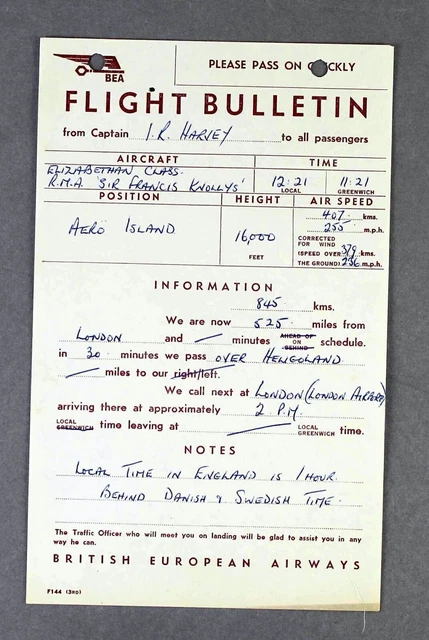 BEA
PLEASE PASS ON QUICKLY
FLIGHT BULLETIN
from Captain I.R. HARVEY to all passengers
AIRCRAFT
ELIZABETHAN CLASS.
R.M.A 'SIR FRANCIS KNOLLYS'
TIME
12:21 11:21
LOCAL GREENWICH
POSITION
AERÖ ISLAND
HEIGHT
16,000
FEET
AIR SPEED
407 kms.
255 m.p.h.
CORRECTED
FOR WIND
(SPEED OVER 379 kms.
THE GROUND) 236 m.p.h.
INFORMATION
845 kms.
We are now 525 miles from
LONDON and minutes AHEAD OF ON BEHIND schedule.
in 30 minutes we pass OVER HELIGOLAND
miles to our right/left.
We call next at LONDON (LONDON AIRPORT)
arriving there at approximately 2 P.M.
LOCAL GREENWICH time leaving at LOCAL GREENWICH time.
NOTES
LOCAL TIME IN ENGLAND IS 1 HOUR.
BEHIND DANISH & SWEDISH TIME.
The Traffic Officer who will meet you on landing will be glad to assist you in any
way he can.
BRITISH EUROPEAN AIRWAYS
F144 (3RD)